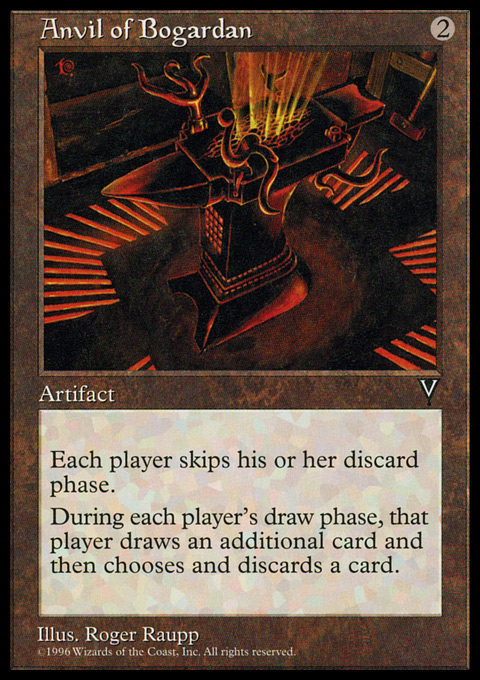 Anvil of Bogardan
2
Artifact
V
Each player skips his or her discard
phase.
During each player's draw phase, that
player draws an additional card and
then chooses and discards a card.
Illus. Roger Raupp
©1996 Wizards of the Coast, Inc. All rights reserved.